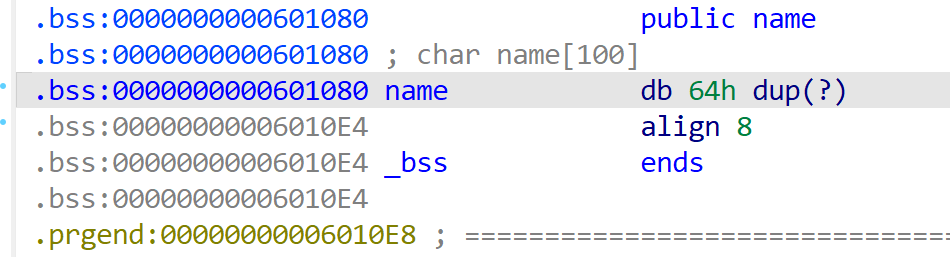 .bss:0000000000601080 public name
.bss:0000000000601080 ; char name[100]
.bss:0000000000601080 name db 64h dup(?)
.bss:00000000006010E4 align 8
.bss:00000000006010E4 _bss ends
.bss:00000000006010E4
.prgend:00000000006010E8 ; ==============================